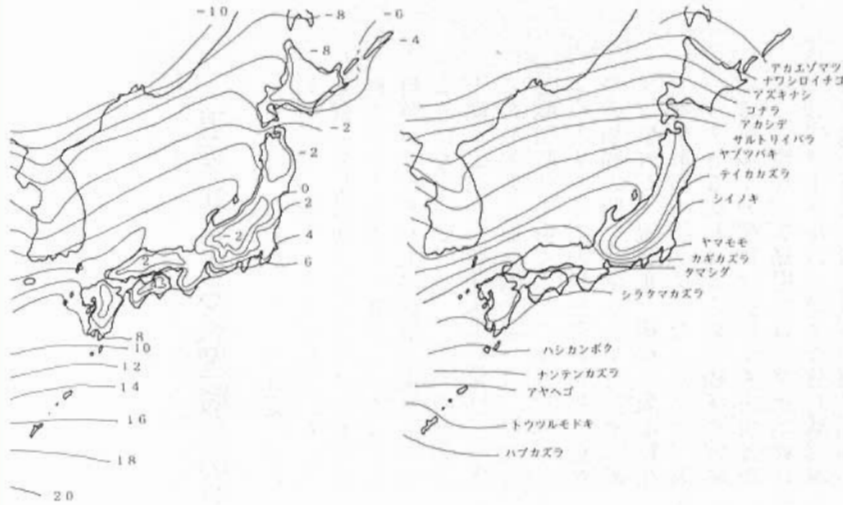 -10
-8
-6
-8
-4
-2
-2
0
2
4
-2
6
2
8
10
12
14
16
18
20
アカエゾマツ
ナワシロイチゴ
アズキナシ
コナラ
アカシデ
サルトリイバラ
ヤブツバキ
テイカカズラ
シイノキ
ヤマモモ
カギカズラ
タマシダ
シラタマカズラ
ハシカンボク
ナンテンカズラ
アヤヘゴ
トウツルモドキ
ハブカズラ